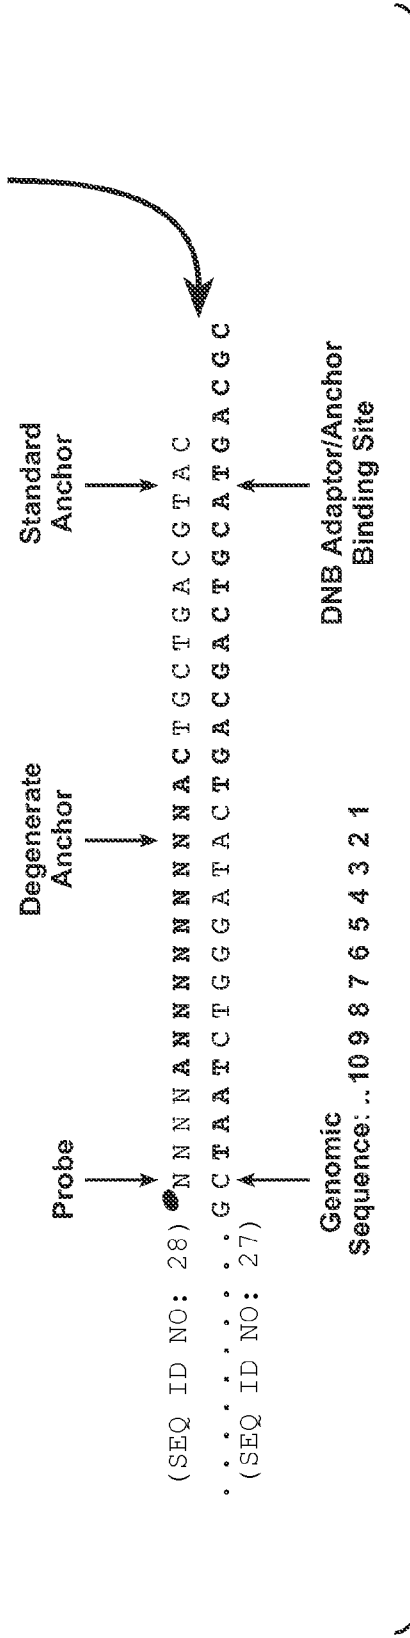 Probe
Degenerate
Anchor
Standard
Anchor
(SEQ ID NO: 28) N N N N A N N N N N N N N N A C T G C T G A C G T A C
. . . . . . . . . G C T A A T C T G G G A T A C T G A C G A C T G C A T G A C G C
(SEQ ID NO: 27)
Genomic
Sequence: .. 10 9 8 7 6 5 4 3 2 1
DNB Adaptor/Anchor
Binding Site